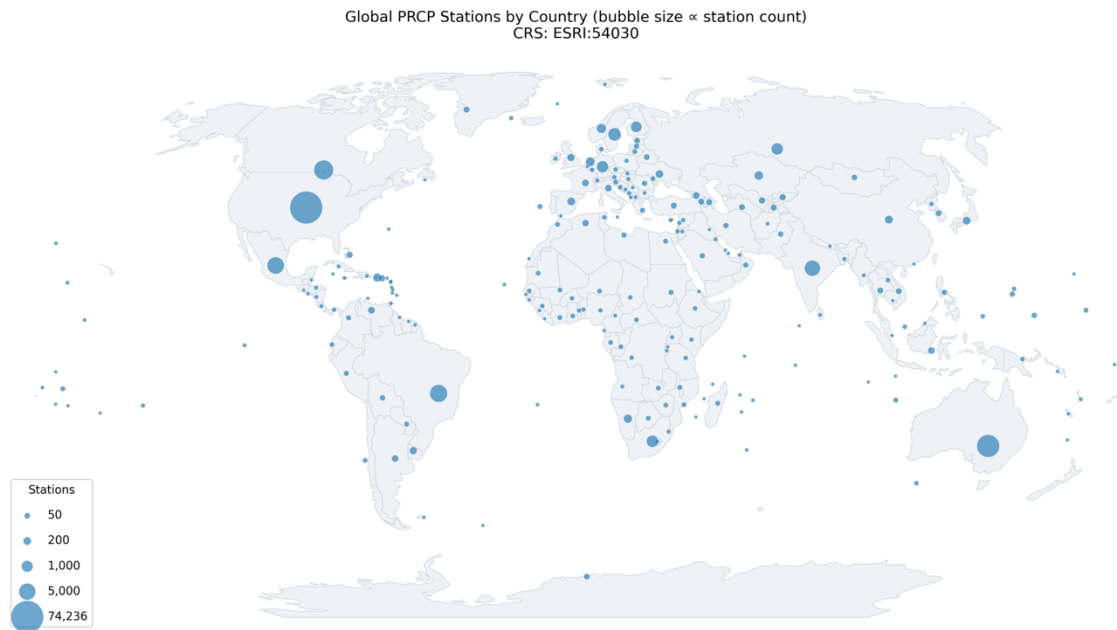 Global PRCP Stations by Country (bubble size ∝ station count)
CRS: ESRI:54030
Stations
50
200
1,000
5,000
74,236